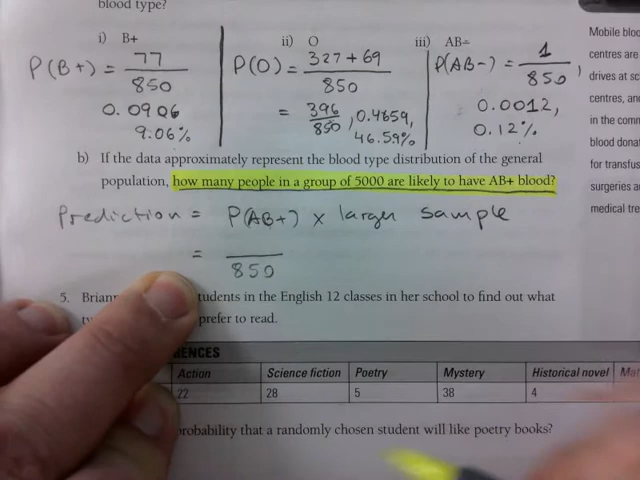 blood type?
i) B+
ii) O
iii) AB–
P(B+) = 77/850
0.0906
9.06%
P(O) = 327+69/850
= 396/850, 0.4659,
46.59%
P(AB-) = 1/850,
0.0012,
0.12%
Mobile bloo
centres are
drives at sc
centres, an
in the comm
blood donat
for transfus
surgeries a
medical tre
b) If the data approximately represent the blood type distribution of the general
population, how many people in a group of 5000 are likely to have AB+ blood?
Prediction = P(AB+) x larger sample
= /850
5. Briann tudents in the English 12 classes in her school to find out what
prefer to read.
RENCES
Action Science fiction Poetry Mystery Historical novel Mar
22 28 5 38 4
probability that a randomly chosen student will like poetry books?